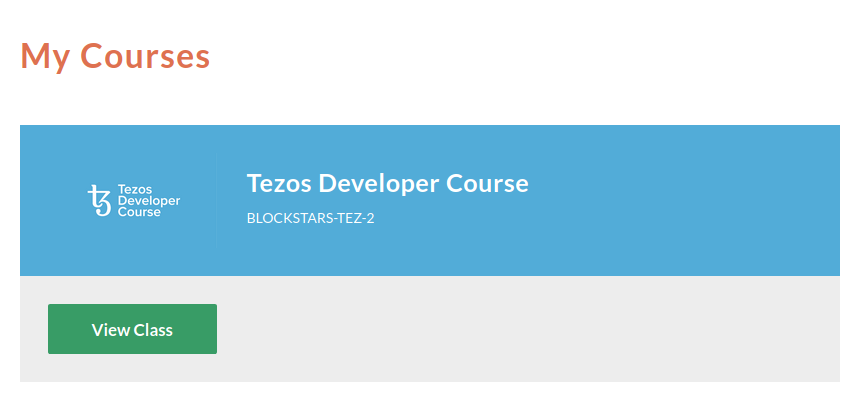 My Courses
Tezos
Developer
Course
Tezos Developer Course
BLOCKSTARS-TEZ-2
View Class